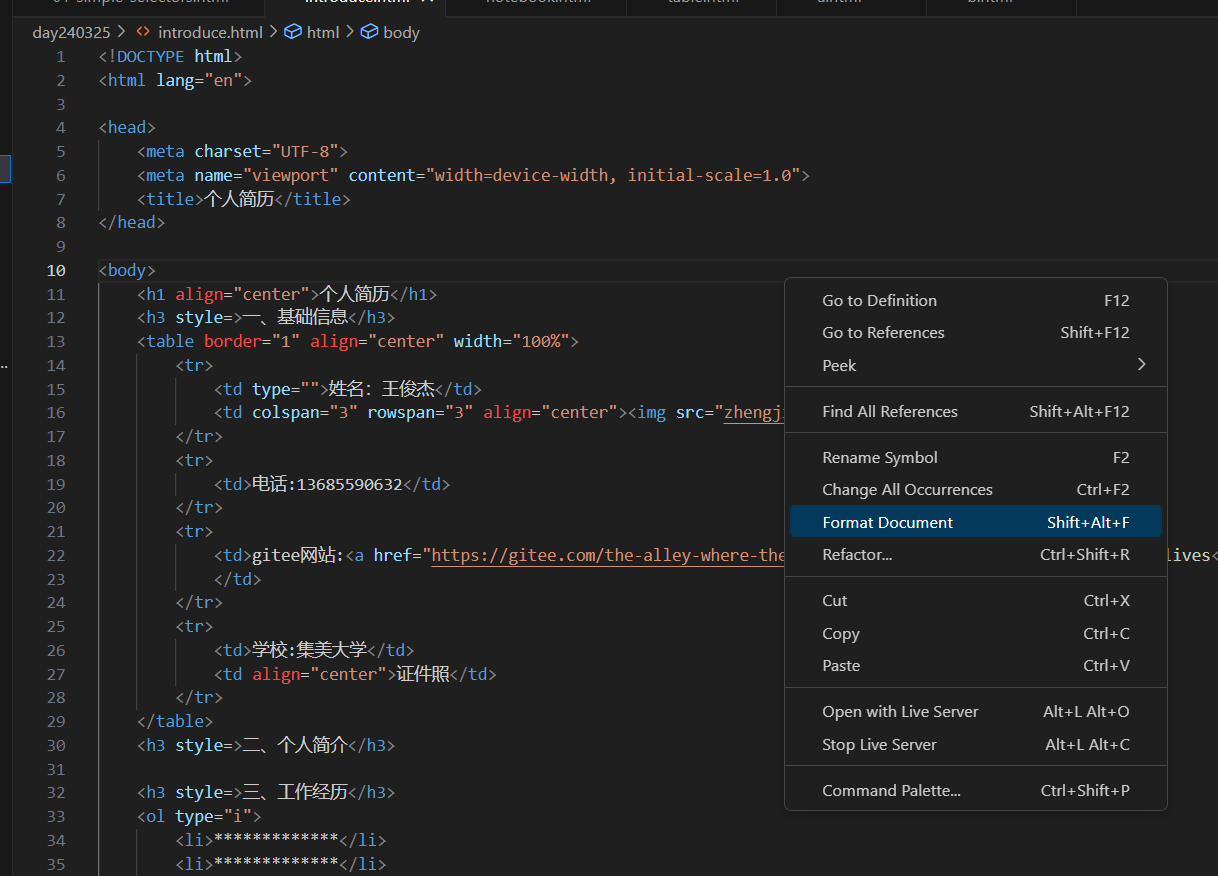 introduce.html
notebook.html
table.html
day240325 > <> introduce.html > html > body
1 <!DOCTYPE html>
2 <html lang="en">
3
4 <head>
5 <meta charset="UTF-8">
6 <meta name="viewport" content="width=device-width, initial-scale=1.0">
7 <title>个人简历</title>
8 </head>
9
10 <body>
11 <h1 align="center">个人简历</h1>
12 <h3 style=>一、基础信息</h3>
13 <table border="1" align="center" width="100%">
14 <tr>
15 <td type="">姓名：王俊杰</td>
16 <td colspan="3" rowspan="3" align="center"><img src="zhengj
17 </tr>
18 <tr>
19 <td>电话:13685590632</td>
20 </tr>
21 <tr>
22 <td>gitee网站:<a href="https://gitee.com/the-alley-where-the lives<
23 </td>
24 </tr>
25 <tr>
26 <td>学校:集美大学</td>
27 <td align="center">证件照</td>
28 </tr>
29 </table>
30 <h3 style=>二、个人简介</h3>
31
32 <h3 style=>三、工作经历</h3>
33 <ol type="i">
34 <li>*************</li>
35 <li>*************</li>
Go to Definition F12
Go to References Shift+F12
Peek >
Find All References Shift+Alt+F12
Rename Symbol F2
Change All Occurrences Ctrl+F2
Format Document Shift+Alt+F
Refactor... Ctrl+Shift+R
Cut Ctrl+X
Copy Ctrl+C
Paste Ctrl+V
Open with Live Server Alt+L Alt+O
Stop Live Server Alt+L Alt+C
Command Palette... Ctrl+Shift+P